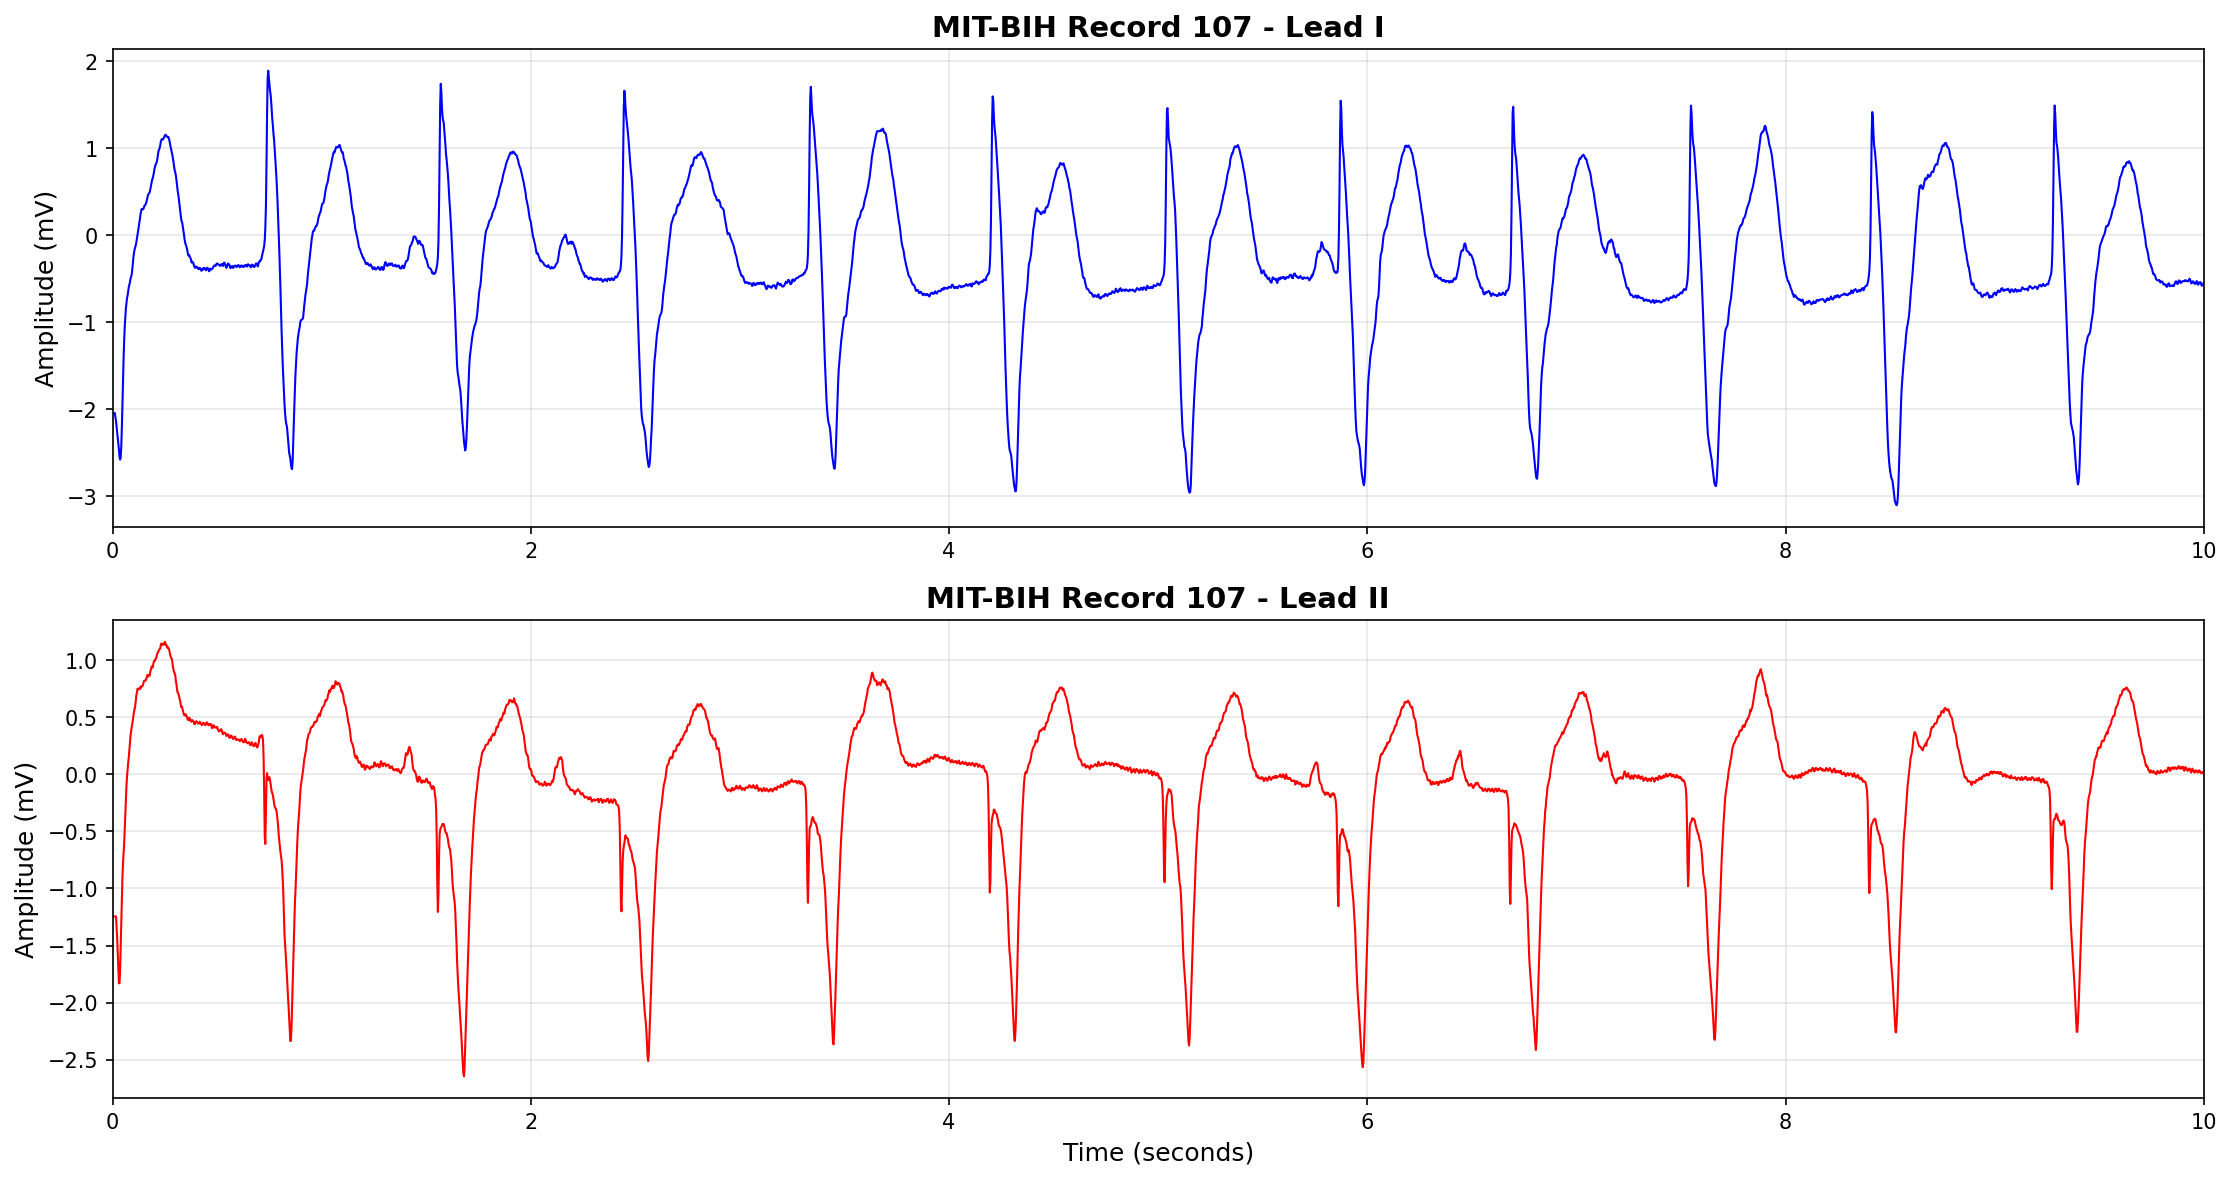 MIT-BIH Record 107 - Lead I
Amplitude (mV)
2
1
0
−1
−2
−3
0 2 4 6 8 10
MIT-BIH Record 107 - Lead II
Amplitude (mV)
1.0
0.5
0.0
−0.5
−1.0
−1.5
−2.0
−2.5
0 2 4 6 8 10
Time (seconds)